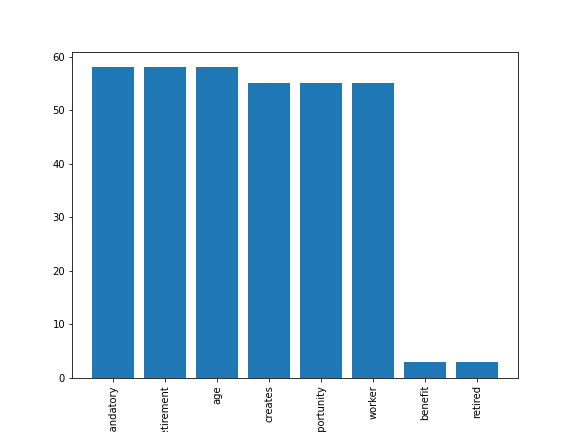 60
50
40
30
20
10
0
andatory
etirement
age
creates
portunity
worker
benefit
retired